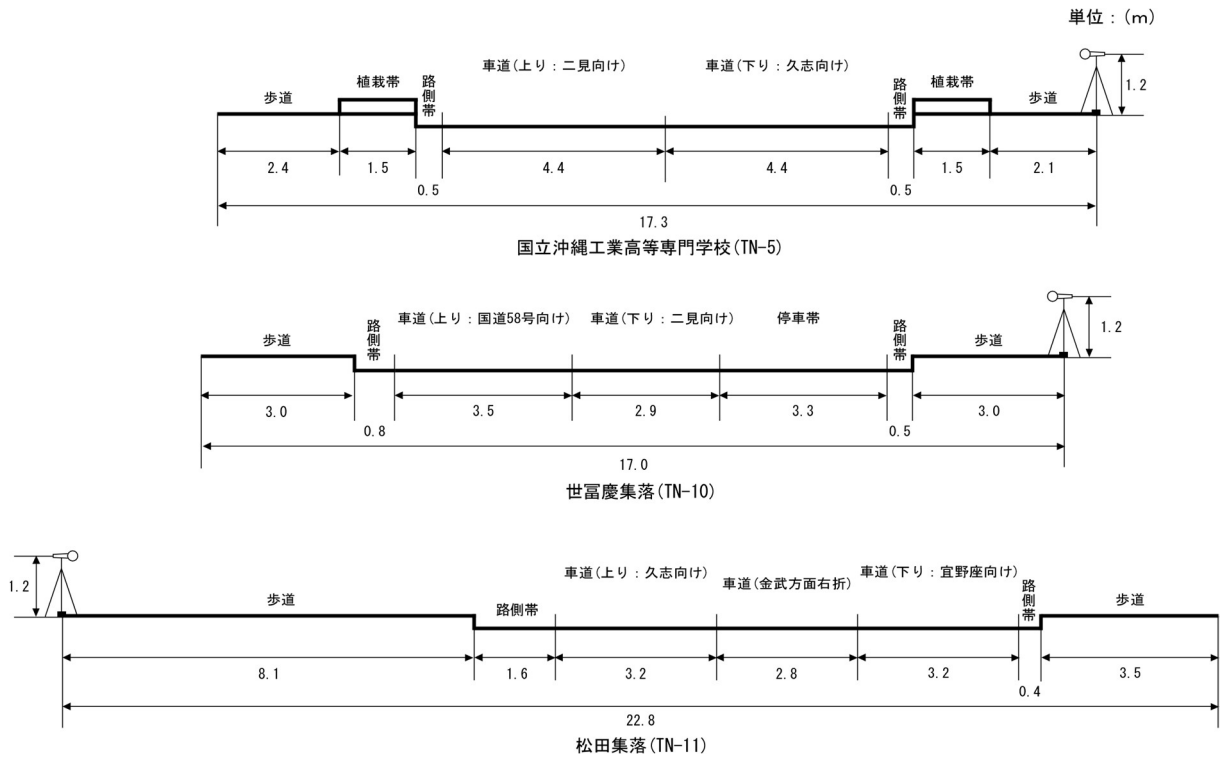 単位：(m)
車道(上り：二見向け)
車道(下り：久志向け)
歩道
植栽帯
路側帯
路側帯
植栽帯
歩道
1.2
2.4
1.5
0.5
4.4
4.4
0.5
1.5
2.1
17.3
国立沖縄工業高等専門学校(TN-5)
歩道
路側帯
車道(上り：国道58号向け)
車道(下り：二見向け)
停車帯
路側帯
歩道
1.2
3.0
0.8
3.5
2.9
3.3
0.5
3.0
17.0
世冨慶集落(TN-10)
1.2
歩道
路側帯
車道(上り：久志向け)
車道(金武方面右折)
車道(下り：宜野座向け)
路側帯
歩道
8.1
1.6
3.2
2.8
3.2
0.4
3.5
22.8
松田集落(TN-11)